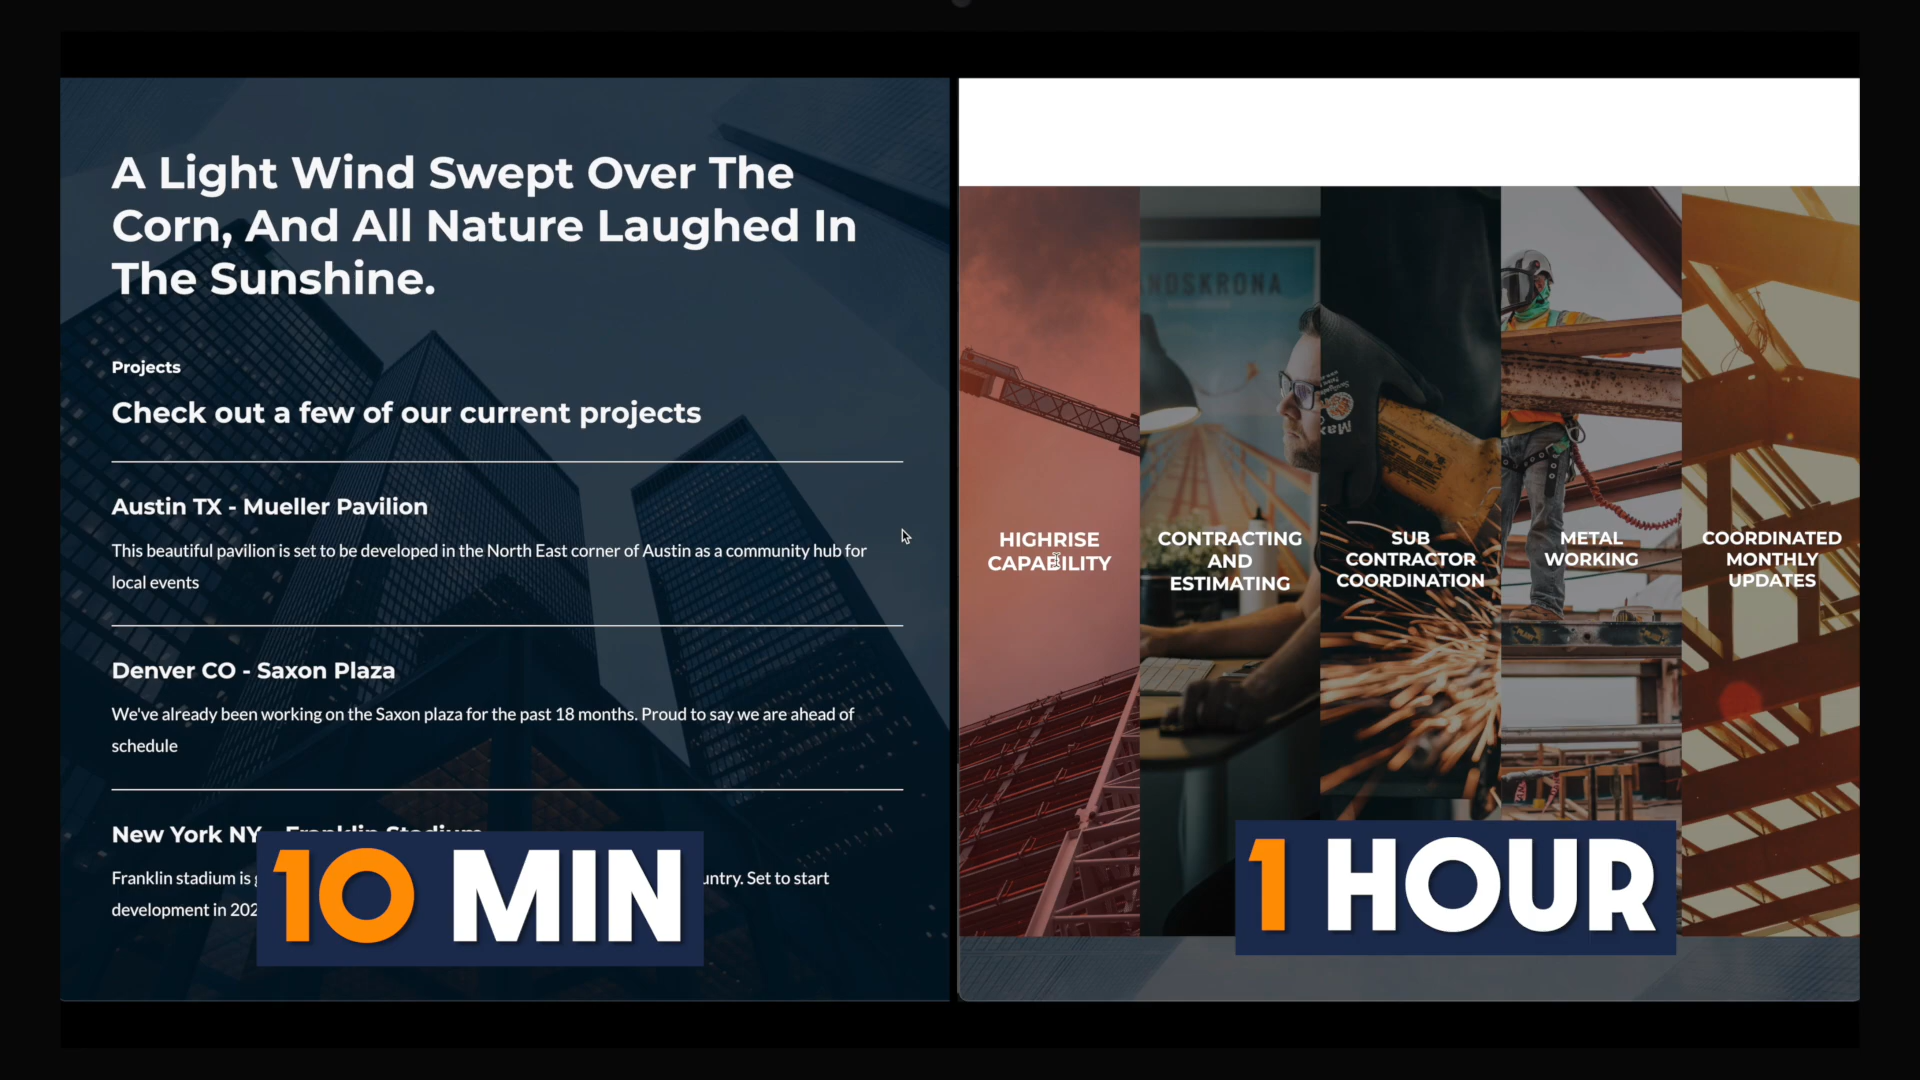 A Light Wind Swept Over The
Corn, And All Nature Laughed In
The Sunshine.
Projects
Check out a few of our current projects
Austin TX - Mueller Pavilion
This beautiful pavilion is set to be developed in the North East corner of Austin as a community hub for
local events
Denver CO - Saxon Plaza
We've already been working on the Saxon plaza for the past 18 months. Proud to say we are ahead of
schedule
New York NY - Franklin Stadium
Franklin stadium is
untry. Set to start
development in 202
10 MIN
NDSKRONA
HIGHRISE
CAPABILITY
CONTRACTING
AND
ESTIMATING
SUB
CONTRACTOR
COORDINATION
METAL
WORKING
COORDINATED
MONTHLY
UPDATES
1 HOUR